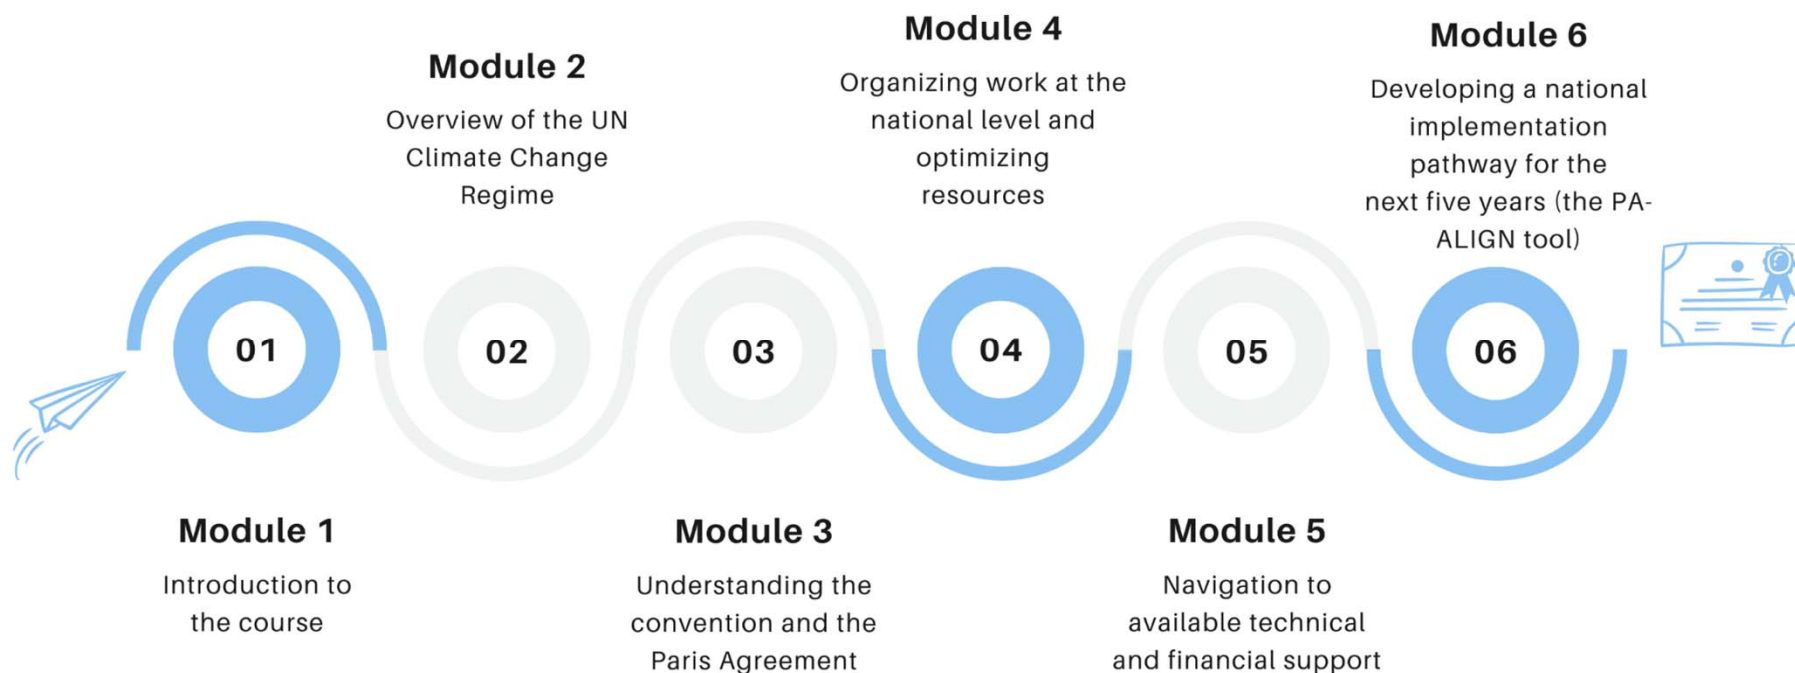 Module 1
Introduction to
the course
01
Module 2
Overview of the UN
Climate Change
Regime
02
Module 3
Understanding the
convention and the
Paris Agreement
03
Module 4
Organizing work at the
national level and
optimizing
resources
04
Module 5
Navigation to
available technical
and financial support
05
Module 6
Developing a national
implementation
pathway for the
next five years (the PA-
ALIGN tool)
06